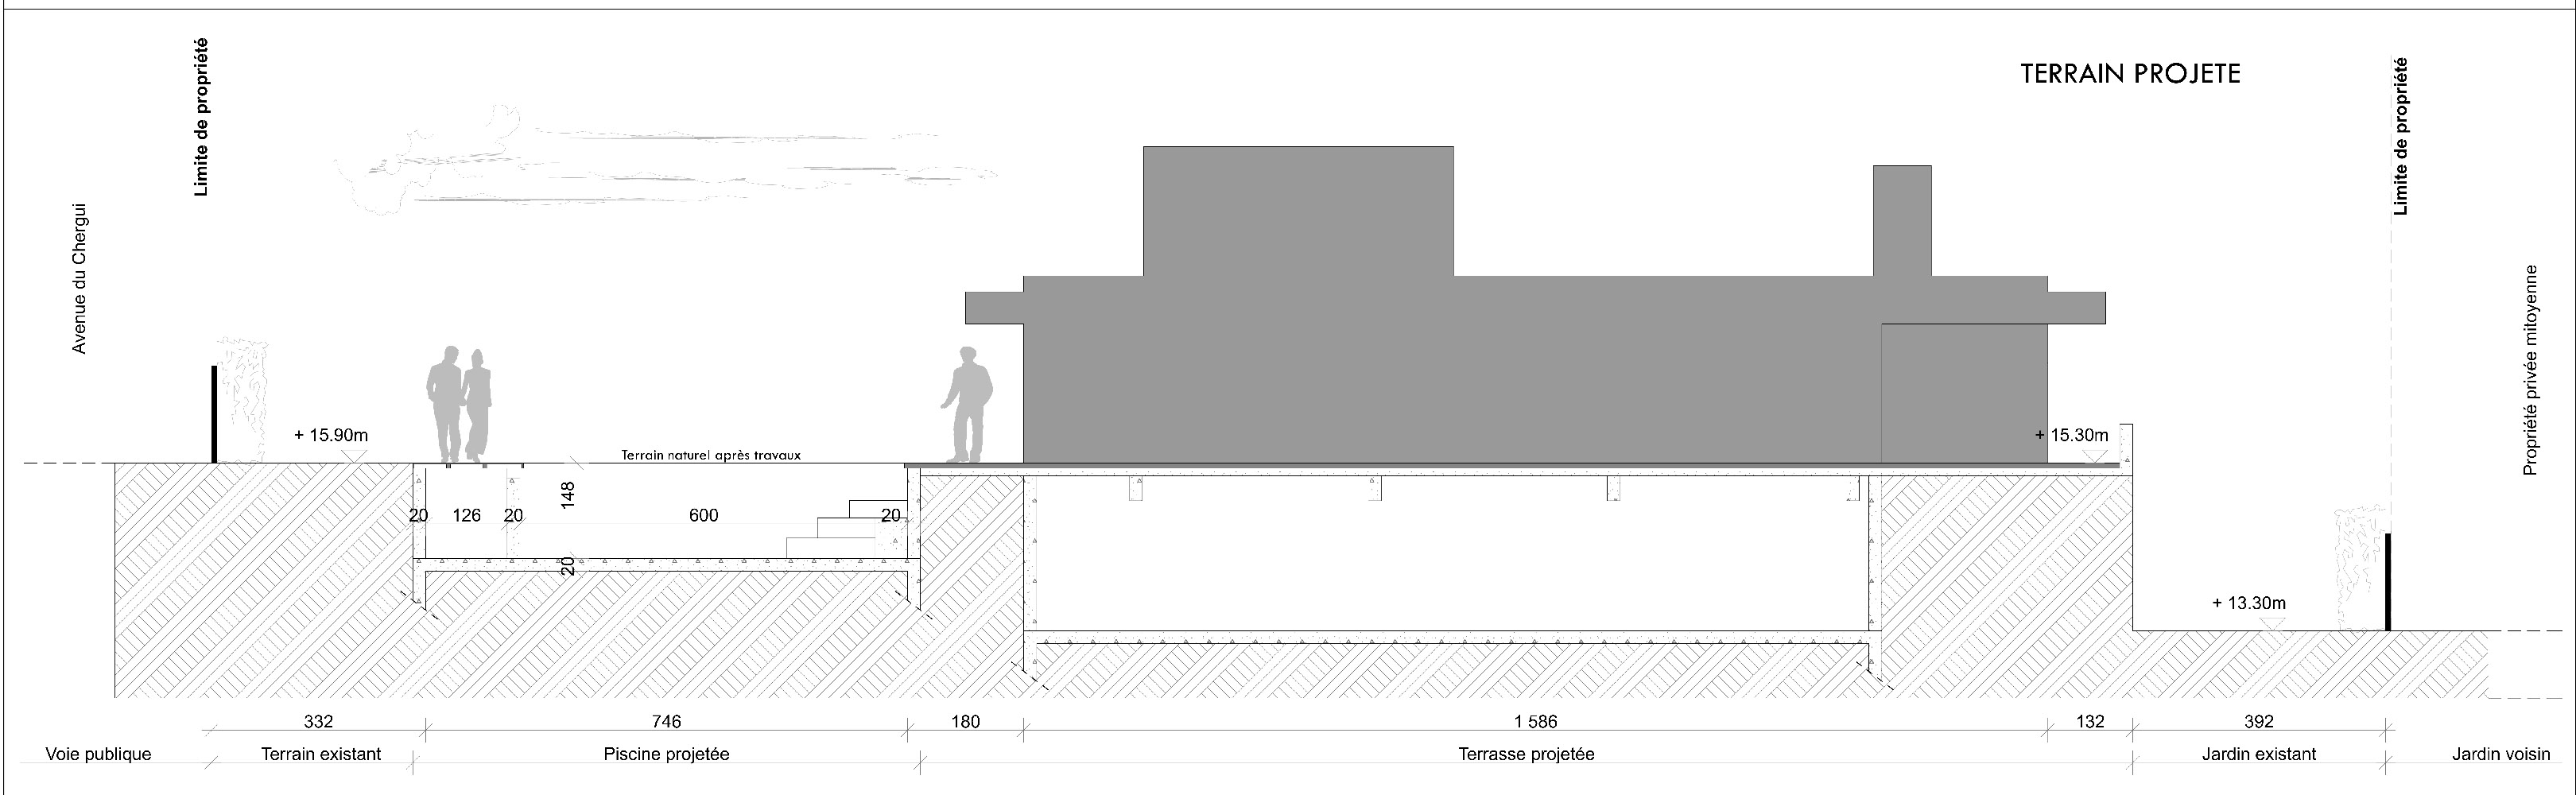 TERRAIN PROJETE
Limite de propriété
Limite de propriété
Avenue du Chergui
Propriété privée mitoyenne
+ 15.90m
Terrain naturel après travaux
+ 15.30m
148
20
126
20
600
20
20
+ 13.30m
332
746
180
1 586
132
392
Voie publique
Terrain existant
Piscine projetée
Terrasse projetée
Jardin existant
Jardin voisin